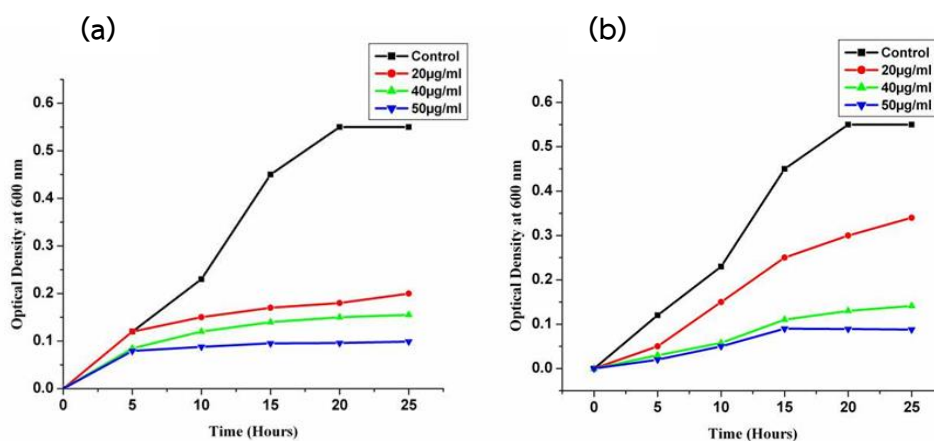 (a)
Control
20µg/ml
40µg/ml
50µg/ml
0.6
0.5
0.4
0.3
0.2
0.1
0.0
0 5 10 15 20 25
Optical Density at 600 nm
Time (Hours)
(b)
Control
20µg/ml
40µg/ml
50µg/ml
0.6
0.5
0.4
0.3
0.2
0.1
0.0
0 5 10 15 20 25
Optical Density at 600 nm
Time (Hours)